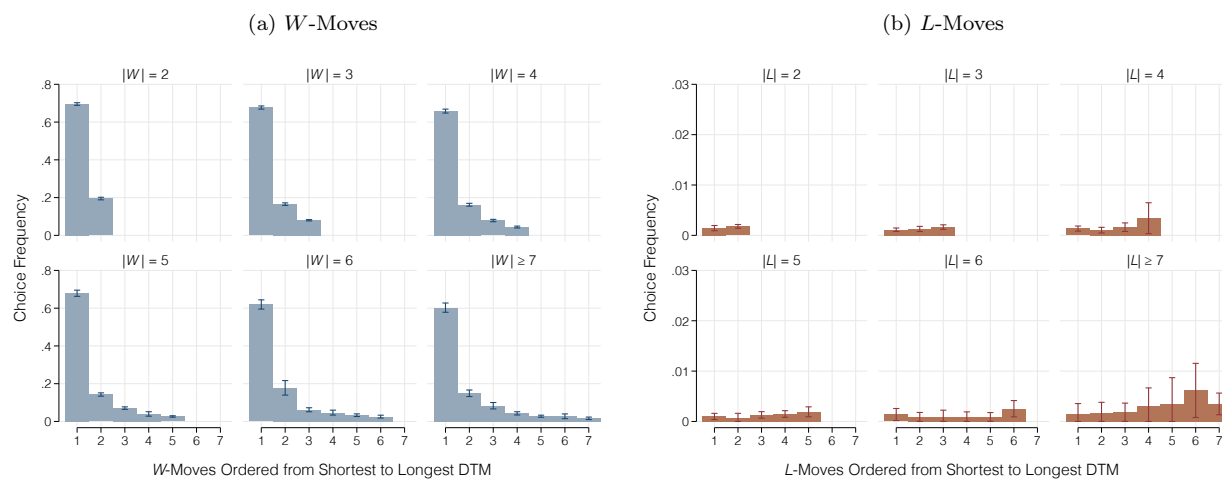 (a) W-Moves
(b) L-Moves
Choice Frequency
|W| = 2
|W| = 3
|W| = 4
.8
.6
.4
.2
0
|W| = 5
|W| = 6
|W| ≥ 7
.8
.6
.4
.2
0
1 2 3 4 5 6 7
1 2 3 4 5 6 7
1 2 3 4 5 6 7
W-Moves Ordered from Shortest to Longest DTM
Choice Frequency
|L| = 2
|L| = 3
|L| = 4
.03
.02
.01
0
|L| = 5
|L| = 6
|L| ≥ 7
.03
.02
.01
0
1 2 3 4 5 6 7
1 2 3 4 5 6 7
1 2 3 4 5 6 7
L-Moves Ordered from Shortest to Longest DTM